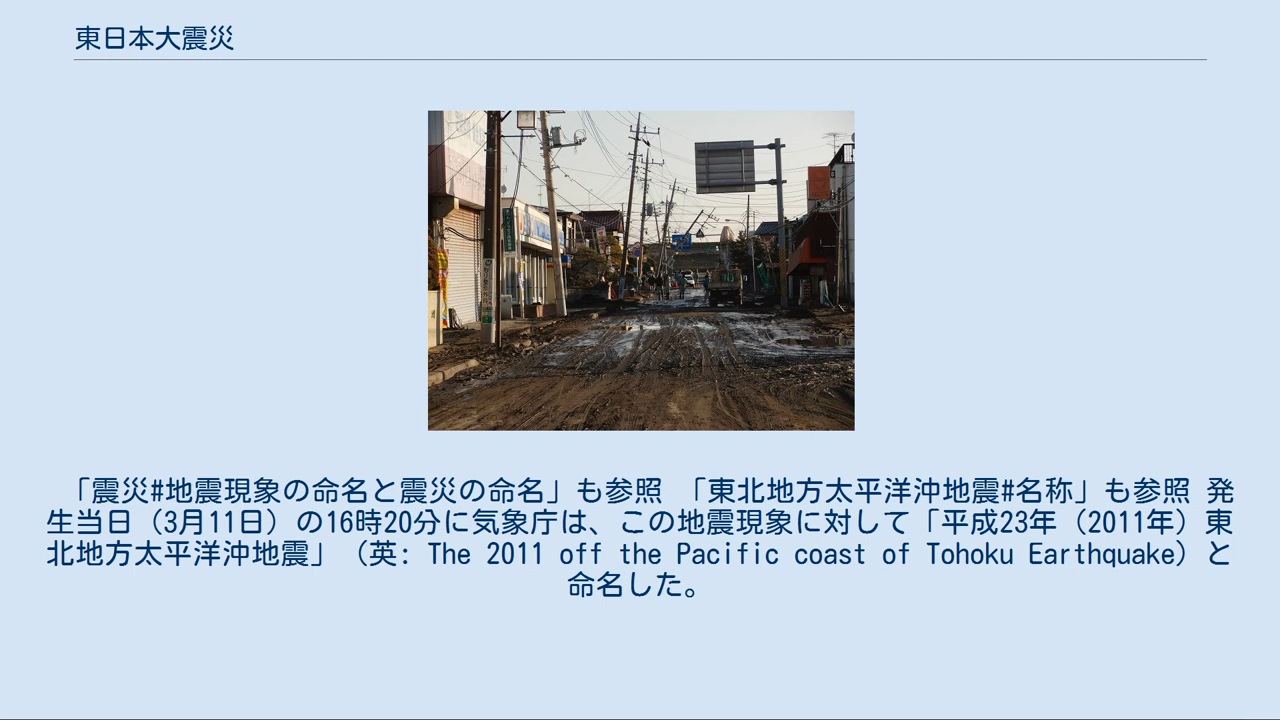 東日本大震災
「震災#地震現象の命名と震災の命名」も参照 「東北地方太平洋沖地震#名称」も参照 発
生当日（3月11日）の16時20分に気象庁は、この地震現象に対して「平成23年（2011年）東
北地方太平洋沖地震」（英: The 2011 off the Pacific coast of Tohoku Earthquake）と
命名した。